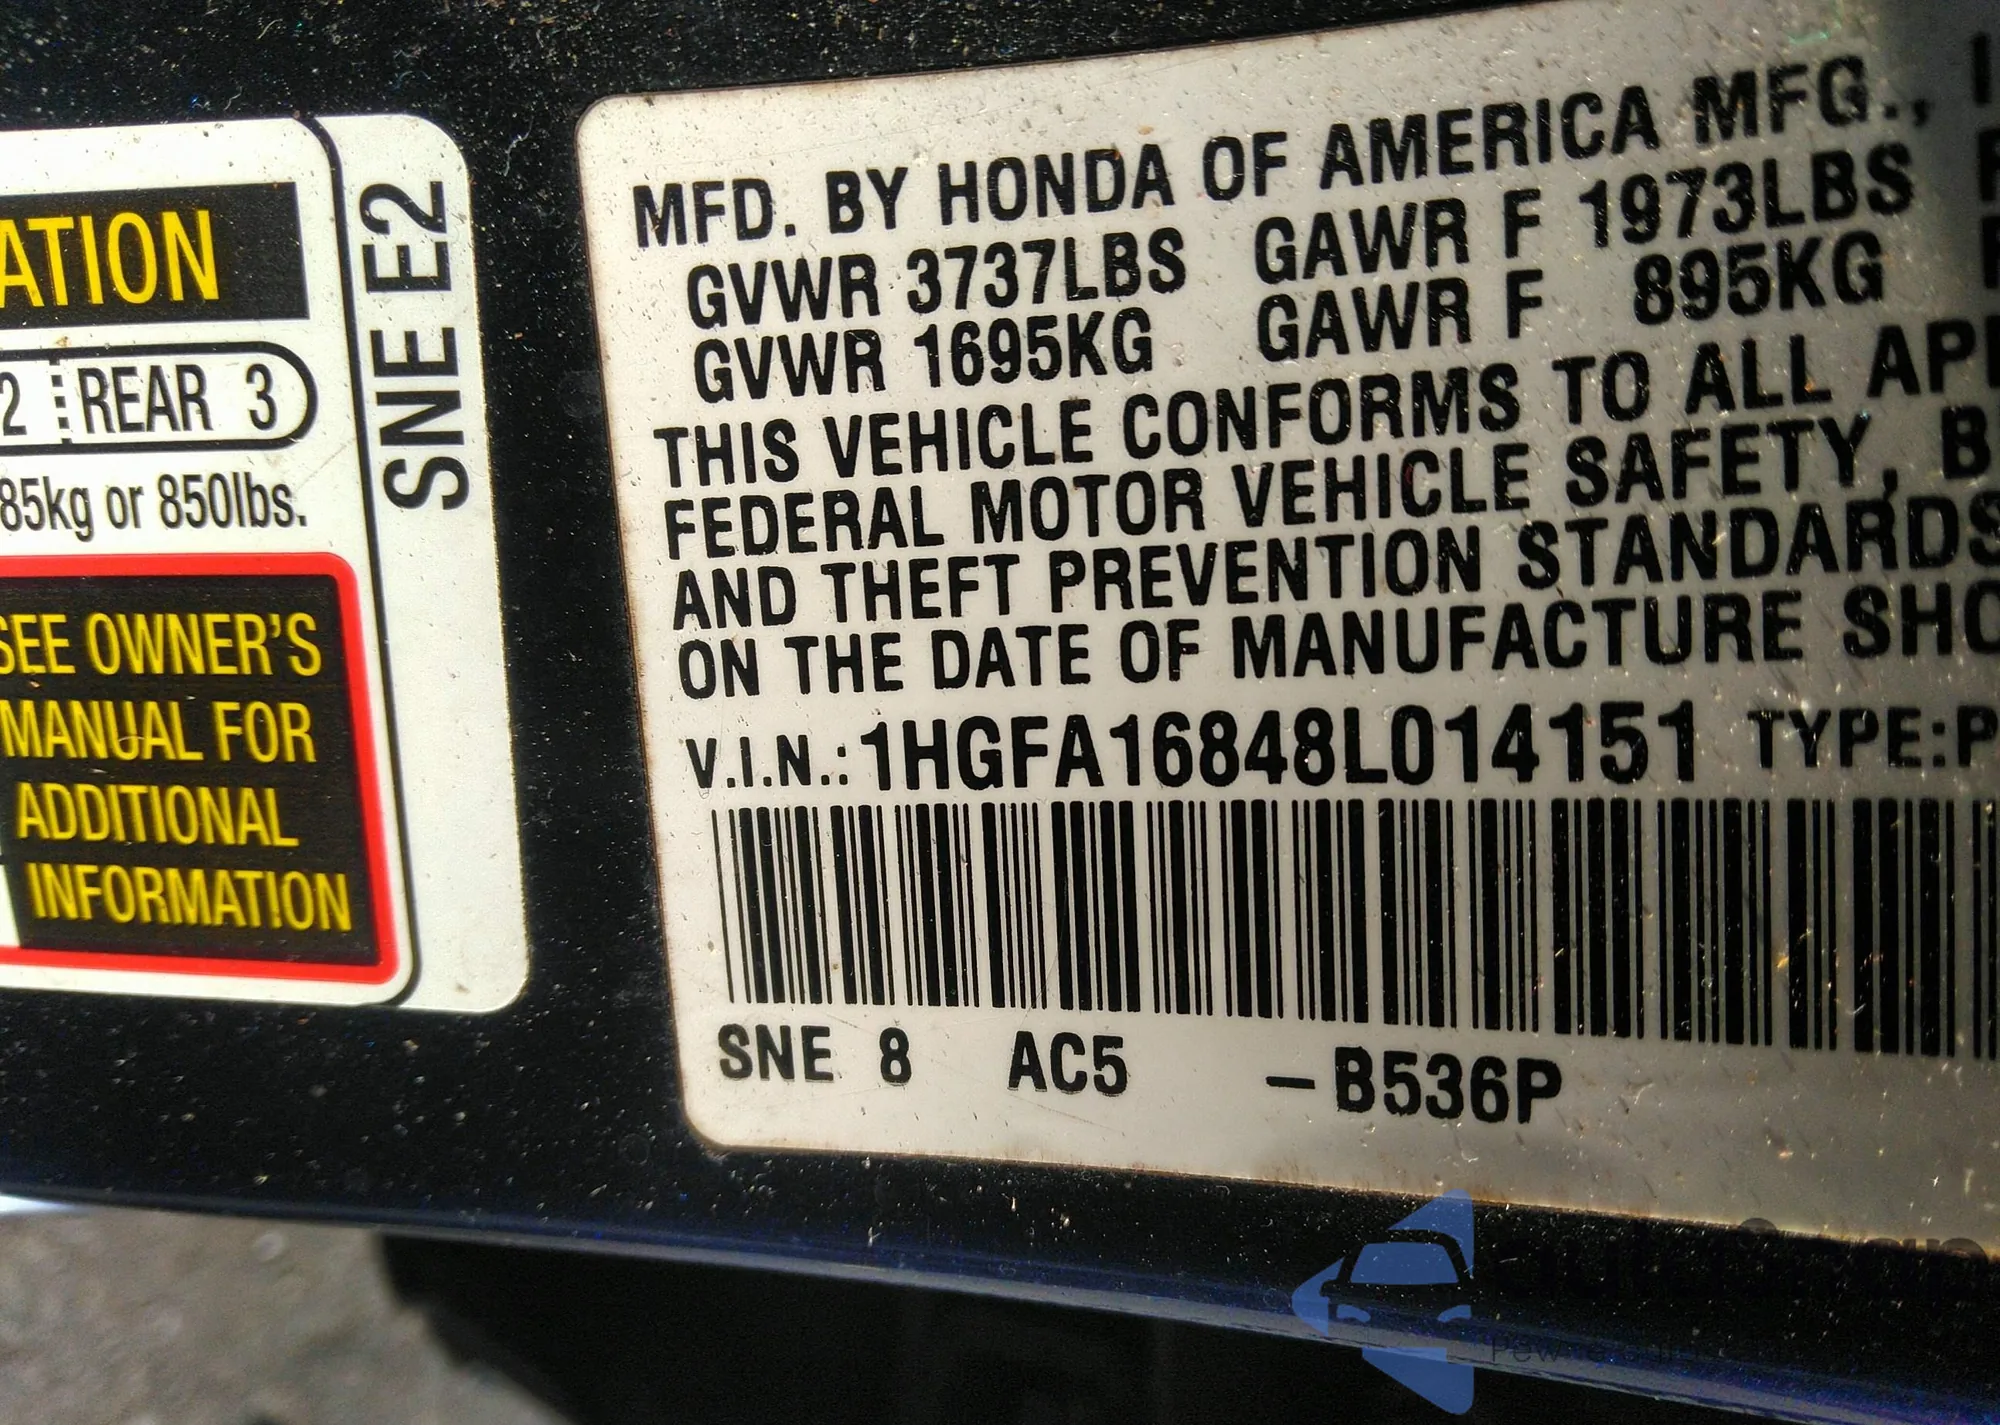 ATION
2 REAR 3
85kg or 850lbs.
SEE OWNER'S
MANUAL FOR
ADDITIONAL
INFORMATION
SNE E2
MFD. BY HONDA OF AMERICA MFG., I
GVWR 3737LBS GAWR F 1973LBS
GVWR 1695KG GAWR F 895KG
THIS VEHICLE CONFORMS TO ALL APP
FEDERAL MOTOR VEHICLE SAFETY, B
AND THEFT PREVENTION STANDARDS
ON THE DATE OF MANUFACTURE SHO
V.I.N.: 1HGFA16848L014151 TYPE:P
SNE 8 AC5 –B536P